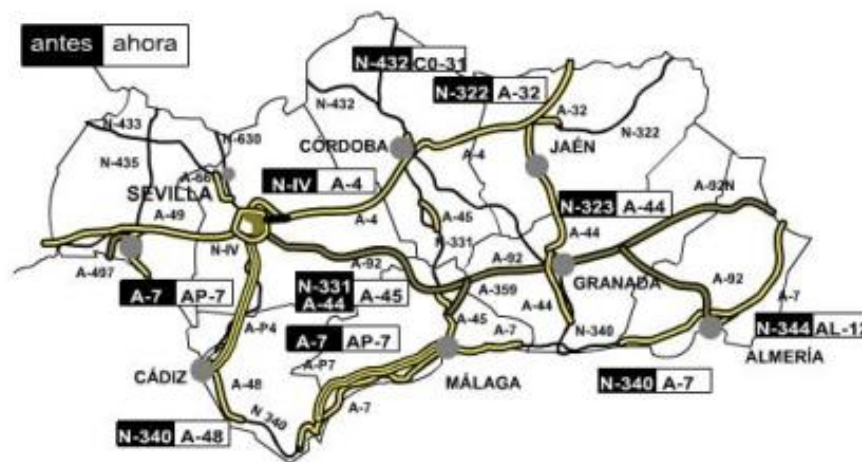 antes ahora
N-432 C0-31
N-322 A-32
N-433
N-432
A-32
N-630
N-322
N-435
CÓRDOBA
A-4
JAÉN
A-66
SEVILLA
N-IV A-4
A-92N
A-49
A-4
A-45
N-323 A-44
N-IV
N-331
A-44
A-497
A-92
A-92
GRANADA
A-92
A-7 AP-7
N-331
A-44 A-45
A-359
A-7
A-P4
A-44
A-45
A-7
N-340
N-344 AL-12
A-7 AP-7
ALMERÍA
CÁDIZ
A-P7
MÁLAGA
A-48
N-340 A-7
A-7
N 340
N-340 A-48